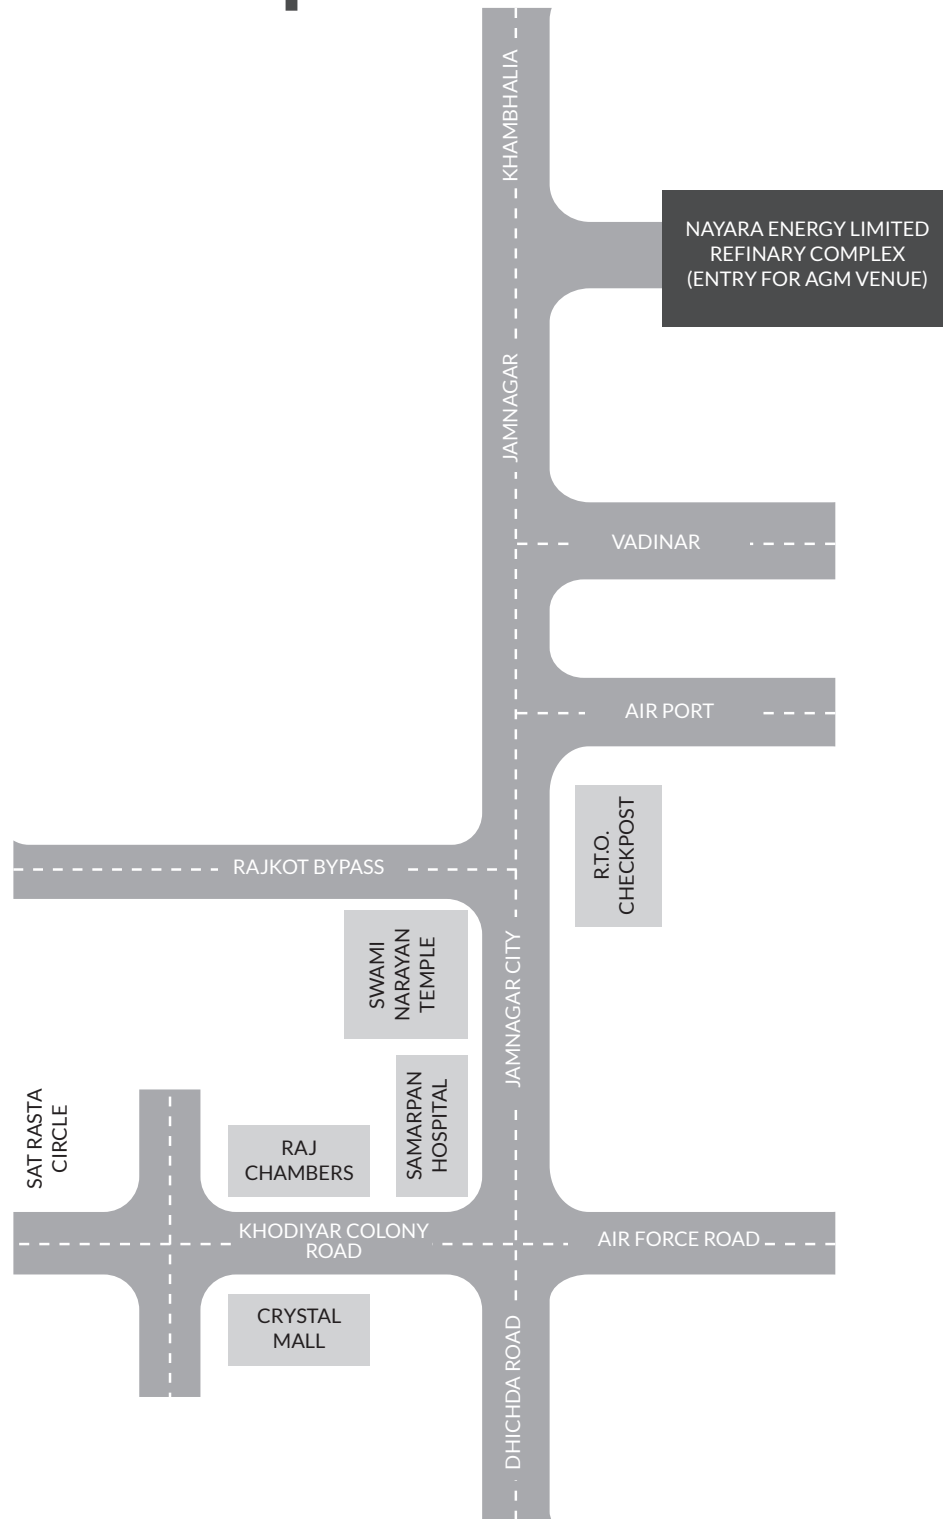 KHAMBHALIA
NAYARA ENERGY LIMITED
REFINARY COMPLEX
(ENTRY FOR AGM VENUE)
JAMNAGAR
VADINAR
AIR PORT
R.T.O.
CHECKPOST
RAJKOT BYPASS
SWAMI
NARAYAN
TEMPLE
JAMNAGAR CITY
SAMARPAN
HOSPITAL
SAT RASTA
CIRCLE
RAJ
CHAMBERS
KHODIYAR COLONY
ROAD
AIR FORCE ROAD
CRYSTAL
MALL
DHICHDA ROAD